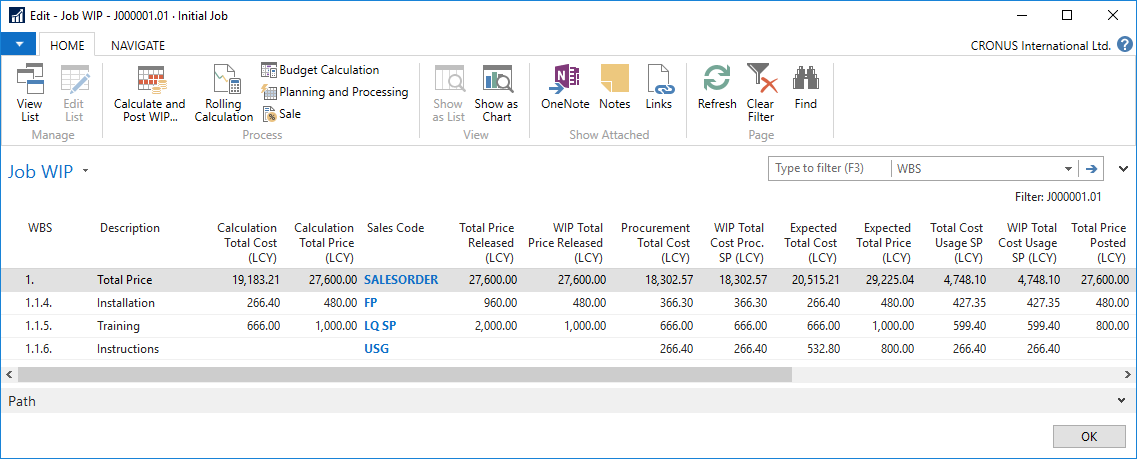 Edit - Job WIP - J000001.01 · Initial Job
HOME NAVIGATE CRONUS International Ltd. ?
View List
Edit List
Manage
Calculate and Post WIP...
Rolling Calculation
Budget Calculation
Planning and Processing
Sale
Process
Show as List
Show as Chart
View
OneNote
Notes
Links
Show Attached
Refresh
Clear Filter
Find
Page
Job WIP
Type to filter (F3) WBS
Filter: J000001.01
WBS Description Calculation Total Cost (LCY) Calculation Total Price (LCY) Sales Code Total Price Released (LCY) WIP Total Price Released (LCY) Procurement Total Cost (LCY) WIP Total Cost Proc. SP (LCY) Expected Total Cost (LCY) Expected Total Price (LCY) Total Cost Usage SP (LCY) WIP Total Cost Usage SP (LCY) Total Price Posted (LCY)
1. Total Price 19,183.21 27,600.00 SALESORDER 27,600.00 27,600.00 18,302.57 18,302.57 20,515.21 29,225.04 4,748.10 4,748.10 27,600.00
1.1.4. Installation 266.40 480.00 FP 960.00 480.00 366.30 366.30 266.40 480.00 427.35 427.35 480.00
1.1.5. Training 666.00 1,000.00 LQ SP 2,000.00 1,000.00 666.00 666.00 666.00 1,000.00 599.40 599.40 800.00
1.1.6. Instructions USG 266.40 266.40 532.80 800.00 266.40 266.40
Path
OK